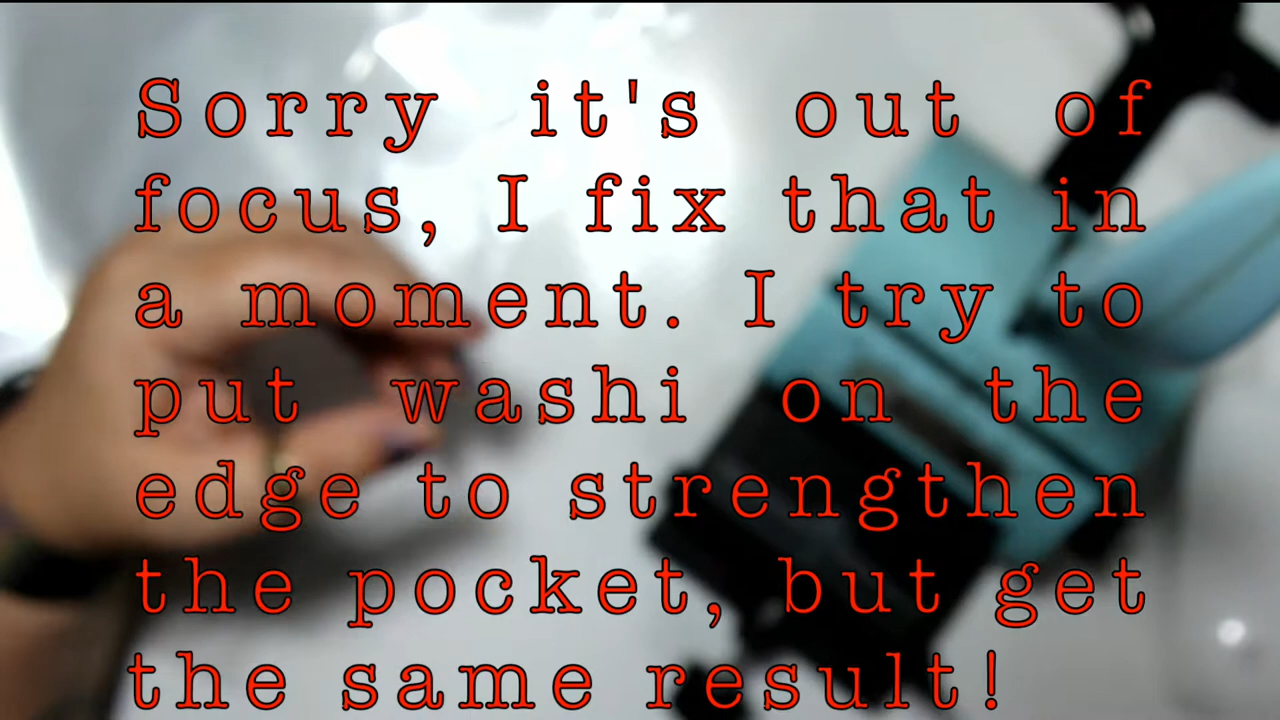 Sorry it's out of
focus, I fix that in
a moment. I try to
put washi on the
edge to strengthen
the pocket, but get
the same result!